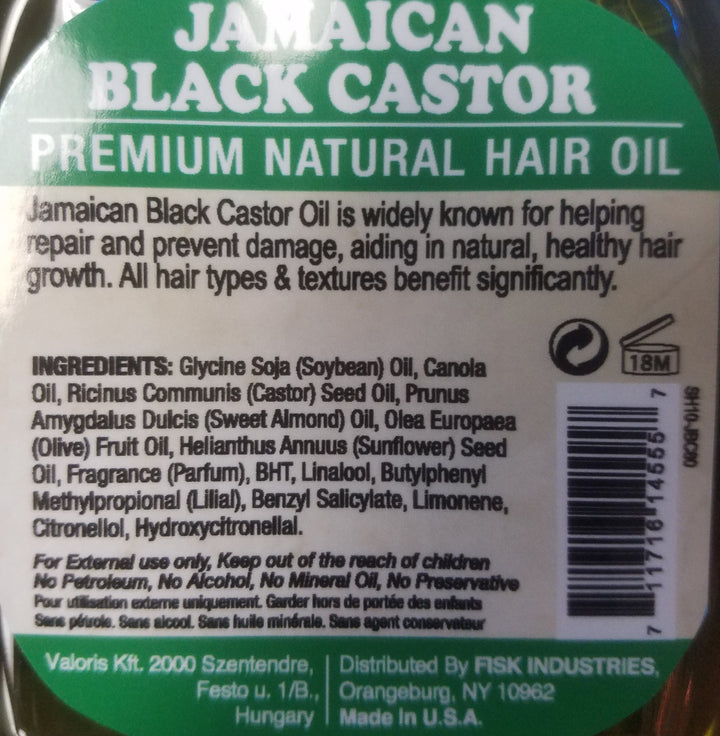 JAMAICAN
BLACK CASTOR
PREMIUM NATURAL HAIR OIL
Jamaican Black Castor Oil is widely known for helping
repair and prevent damage, aiding in natural, healthy hair
growth. All hair types & textures benefit significantly.
INGREDIENTS: Glycine Soja (Soybean) Oil, Canola
Oil, Ricinus Communis (Castor) Seed Oil, Prunus
Amygdalus Dulcis (Sweet Almond) Oil, Olea Europaea
(Olive) Fruit Oil, Helianthus Annuus (Sunflower) Seed
Oil, Fragrance (Parfum), BHT, Linalool, Butylphenyl
Methylpropional (Lilial), Benzyl Salicylate, Limonene,
Citronellol, Hydroxycitronellal.
18M
SH10-JBC80
7 11716 14555 7
For External use only, Keep out of the reach of children
No Petroleum, No Alcohol, No Mineral Oil, No Preservative
Pour utilisation externe uniquement. Garder hors de portée des enfants
Sans pétrole. Sans alcool. Sans huile minérale. Sans agent conservateur
Valoris Kft. 2000 Szentendre,
Festo u. 1/B.,
Hungary
Distributed By FISK INDUSTRIES,
Orangeburg, NY 10962
Made In U.S.A.